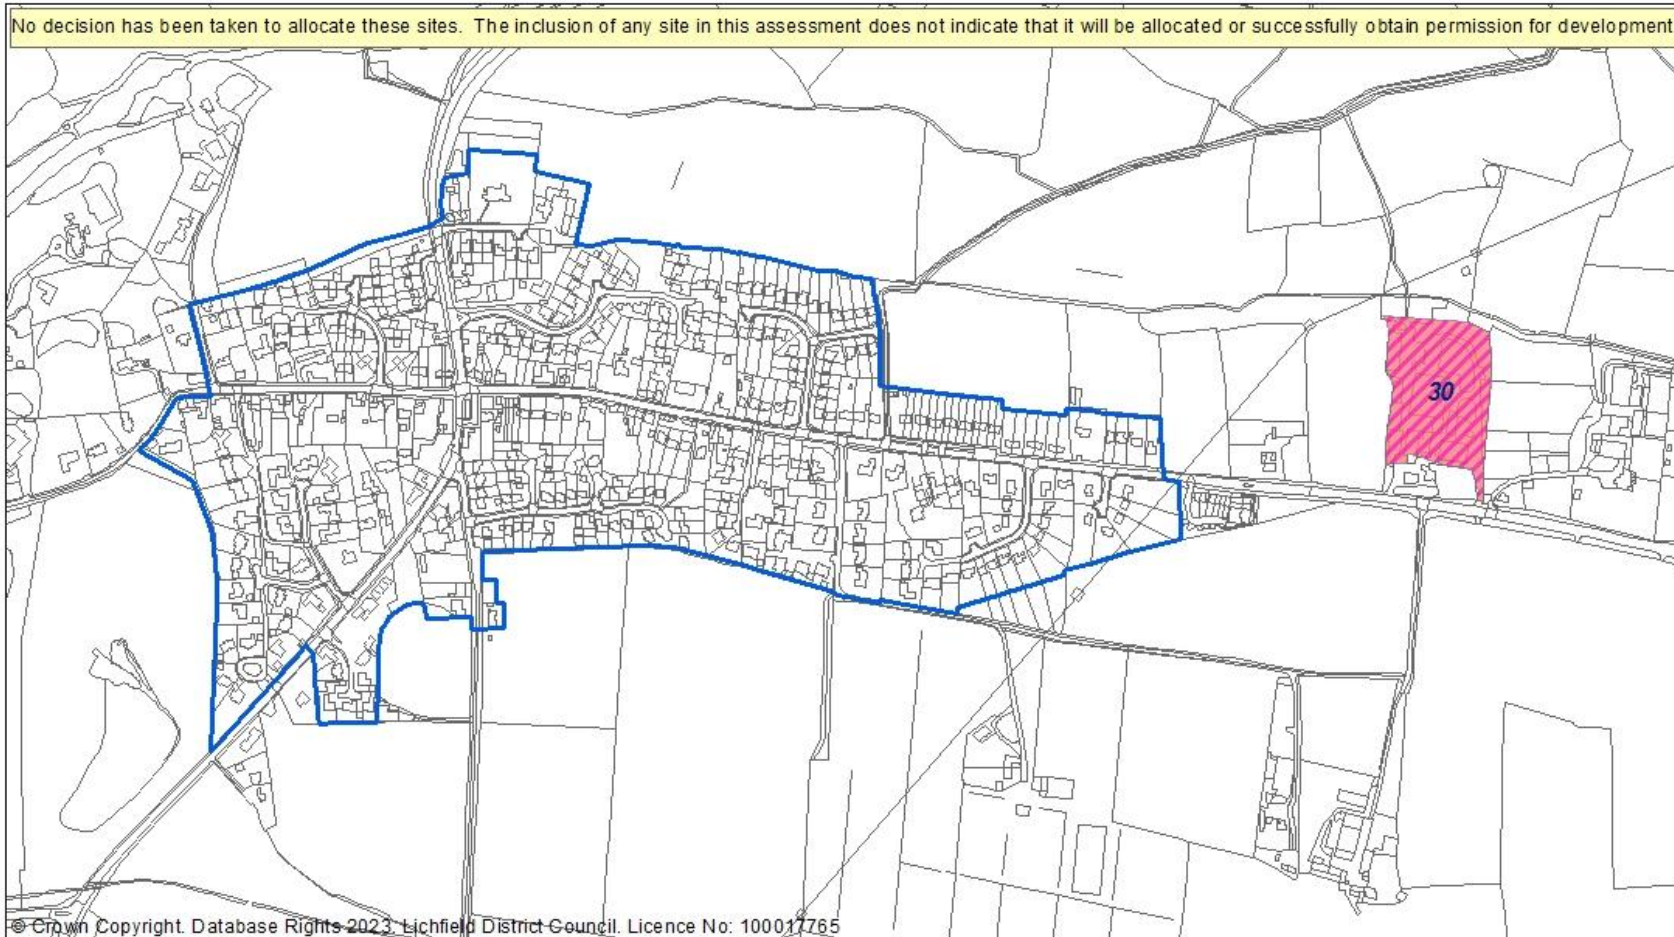 No decision has been taken to allocate these sites. The inclusion of any site in this assessment does not indicate that it will be allocated or successfully obtain permission for development
30
© Crown Copyright. Database Rights 2023. Lichfield District Council. Licence No: 100017765